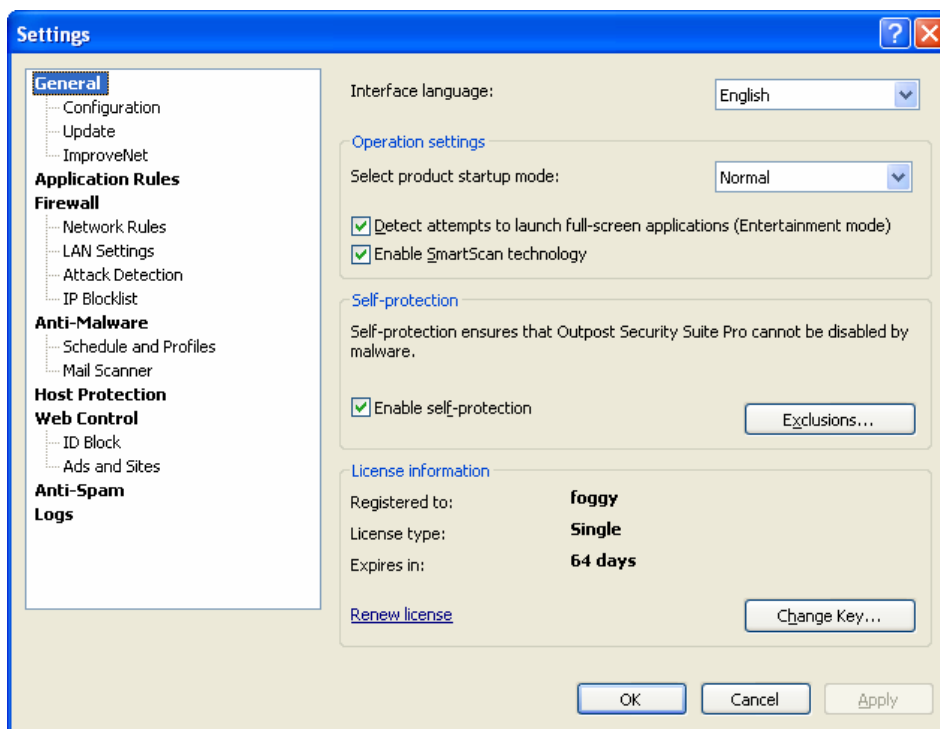 Settings
General
Configuration
Update
ImproveNet
Application Rules
Firewall
Network Rules
LAN Settings
Attack Detection
IP Blocklist
Anti-Malware
Schedule and Profiles
Mail Scanner
Host Protection
Web Control
ID Block
Ads and Sites
Anti-Spam
Logs
Interface language: English
Operation settings
Select product startup mode: Normal
Detect attempts to launch full-screen applications (Entertainment mode)
Enable SmartScan technology
Self-protection
Self-protection ensures that Outpost Security Suite Pro cannot be disabled by
malware.
Enable self-protection
Exclusions...
License information
Registered to: foggy
License type: Single
Expires in: 64 days
Renew license
Change Key...
OK Cancel Apply